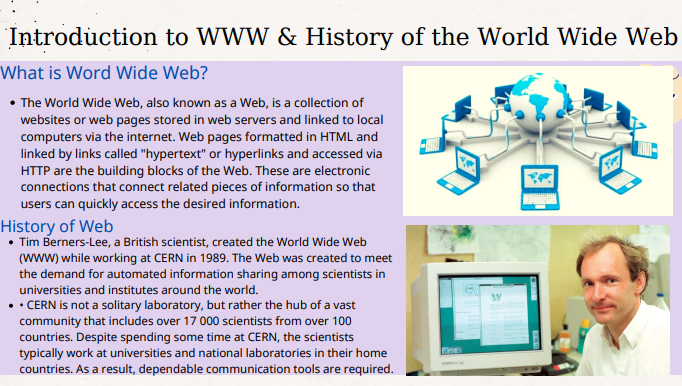 Introduction to WWW & History of the World Wide Web
What is Word Wide Web?
• The World Wide Web, also known as a Web, is a collection of
websites or web pages stored in web servers and linked to local
computers via the internet. Web pages formatted in HTML and
linked by links called "hypertext" or hyperlinks and accessed via
HTTP are the building blocks of the Web. These are electronic
connections that connect related pieces of information so that
users can quickly access the desired information.
History of Web
• Tim Berners-Lee, a British scientist, created the World Wide Web
(WWW) while working at CERN in 1989. The Web was created to meet
the demand for automated information sharing among scientists in
universities and institutes around the world.
• • CERN is not a solitary laboratory, but rather the hub of a vast
community that includes over 17 000 scientists from over 100
countries. Despite spending some time at CERN, the scientists
typically work at universities and national laboratories in their home
countries. As a result, dependable communication tools are required.